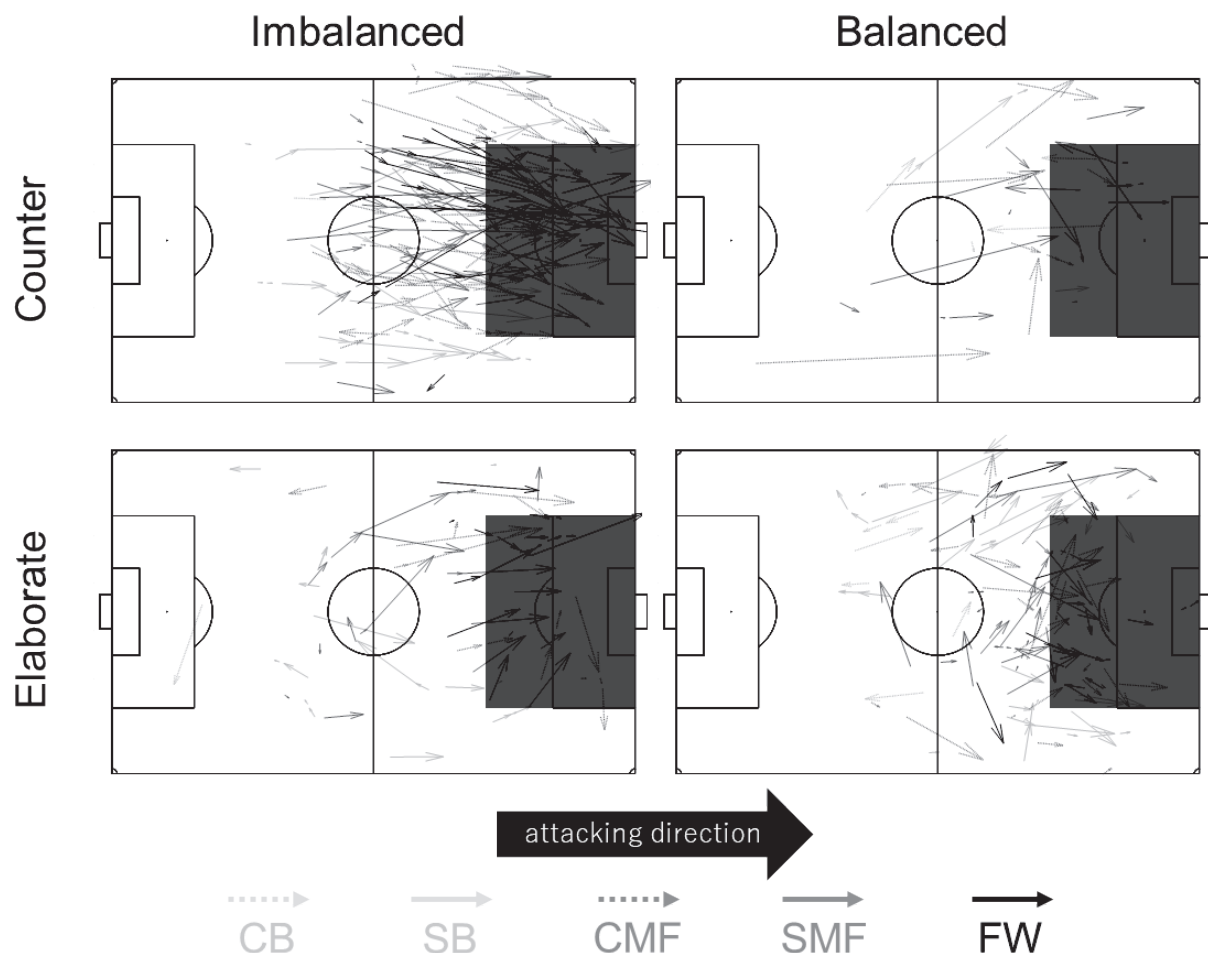 Imbalanced
Balanced
Counter
Elaborate
attacking direction
CB
SB
CMF
SMF
FW